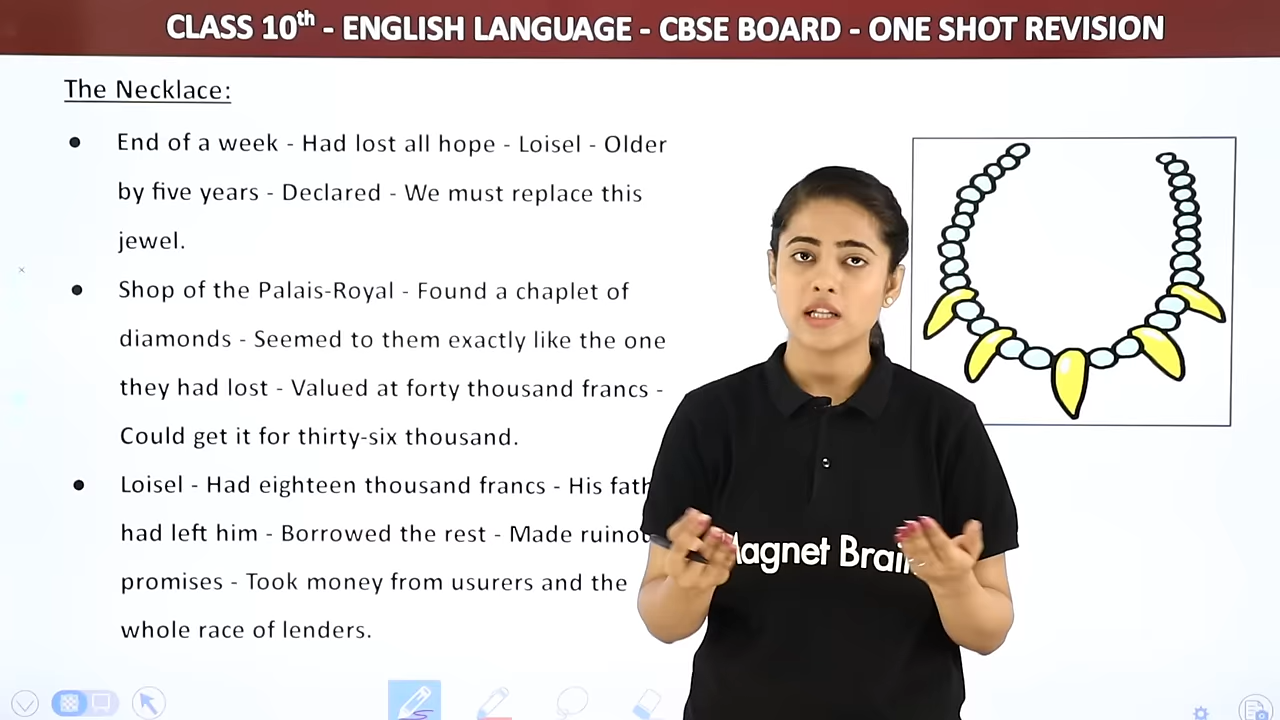 CLASS 10th - ENGLISH LANGUAGE - CBSE BOARD - ONE SHOT REVISION
The Necklace:
● End of a week - Had lost all hope - Loisel - Older
by five years - Declared - We must replace this
jewel.
● Shop of the Palais-Royal - Found a chaplet of
diamonds - Seemed to them exactly like the one
they had lost - Valued at forty thousand francs -
Could get it for thirty-six thousand.
● Loisel - Had eighteen thousand francs - His
had left him - Borrowed the rest - Made
promises - Took money from usurers and the
whole race of lenders.
Magnet